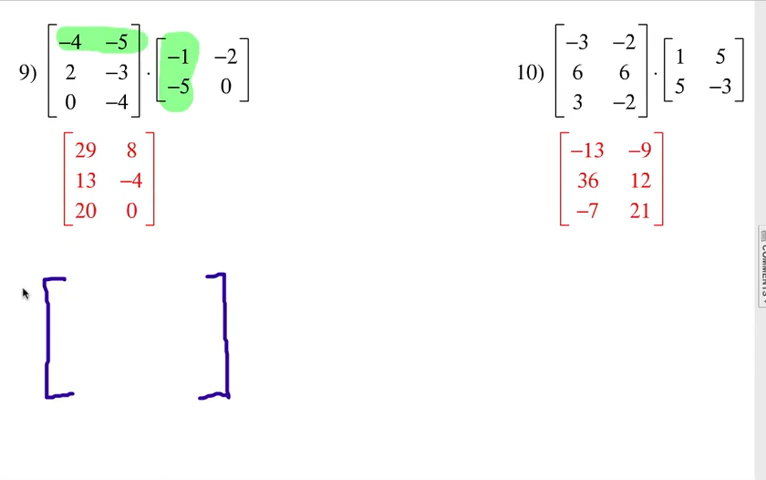 9) [−4 −5; 2 −3; 0 −4] · [−1 −2; −5 0]
[29 8; 13 −4; 20 0]
10) [−3 −2; 6 6; 3 −2] · [1 5; 5 −3]
[−13 −9; 36 12; −7 21]
COMMENTS